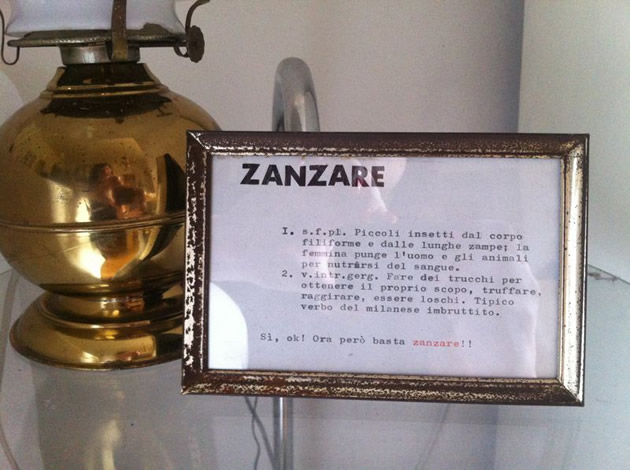 ZANZARE
I. s.f.pl. Piccoli insetti dal corpo
filiforme e dalle lunghe zampe; la
femmina punge l'uomo e gli animali
per nutrirsi del sangue.
2. v.intr.gerg. Fare dei trucchi per
ottenere il proprio scopo, truffare,
raggirare, essere loschi. Tipico
verbo del milanese imbruttito.
Sì, ok! Ora però basta zanzare!!